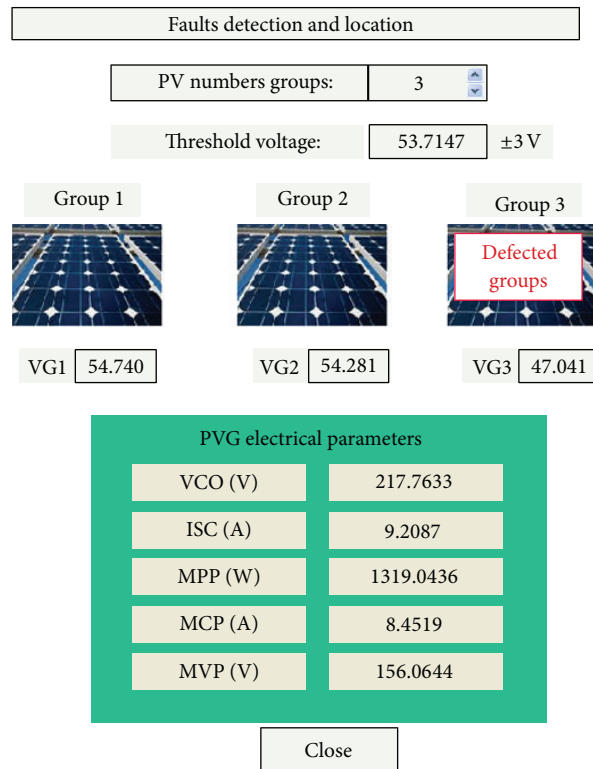 Faults detection and location
PV numbers groups: 3
Threshold voltage: 53.7147 ±3 V
Group 1 Group 2 Group 3
Defected
groups
VG1 54.740 VG2 54.281 VG3 47.041
PVG electrical parameters
VCO (V) 217.7633
ISC (A) 9.2087
MPP (W) 1319.0436
MCP (A) 8.4519
MVP (V) 156.0644
Close